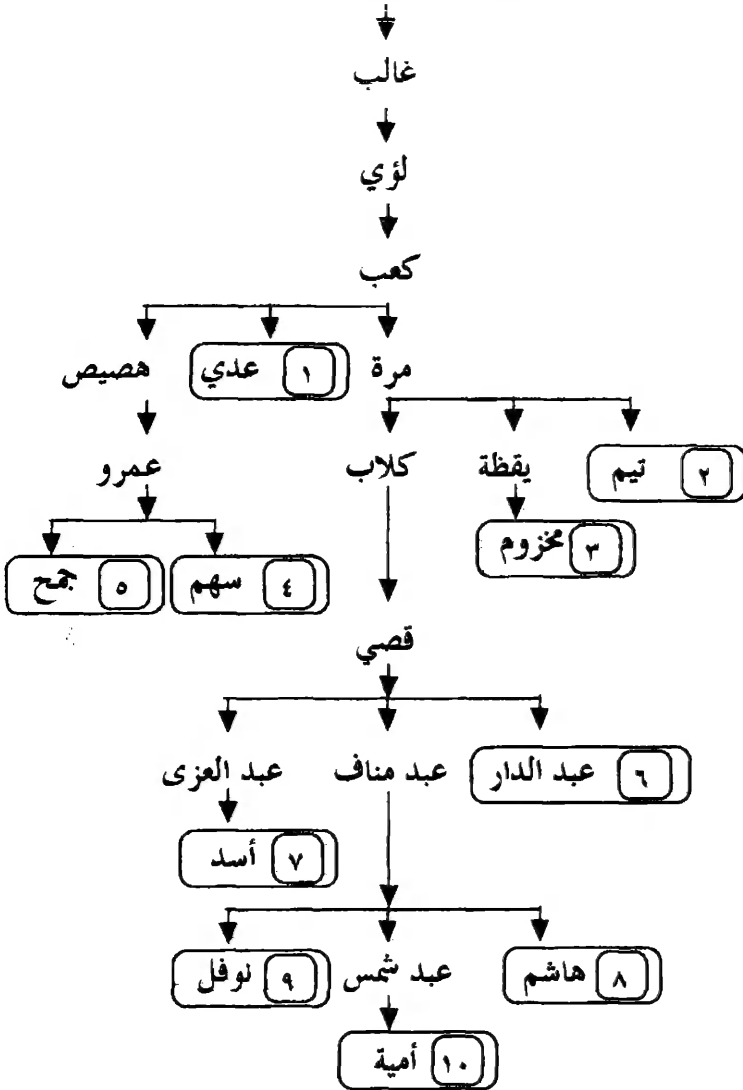 غالب
لؤي
كعب
مرة ١ عدي هصيص
٢ تيم يقظة كلاب عمرو
٣ مخزوم ٤ سهم ٥ جمح
قصي
٦ عبد الدار عبد مناف عبد العزى
٧ أسد
٨ هاشم عبد شمس ٩ نوفل
١٠ أمية